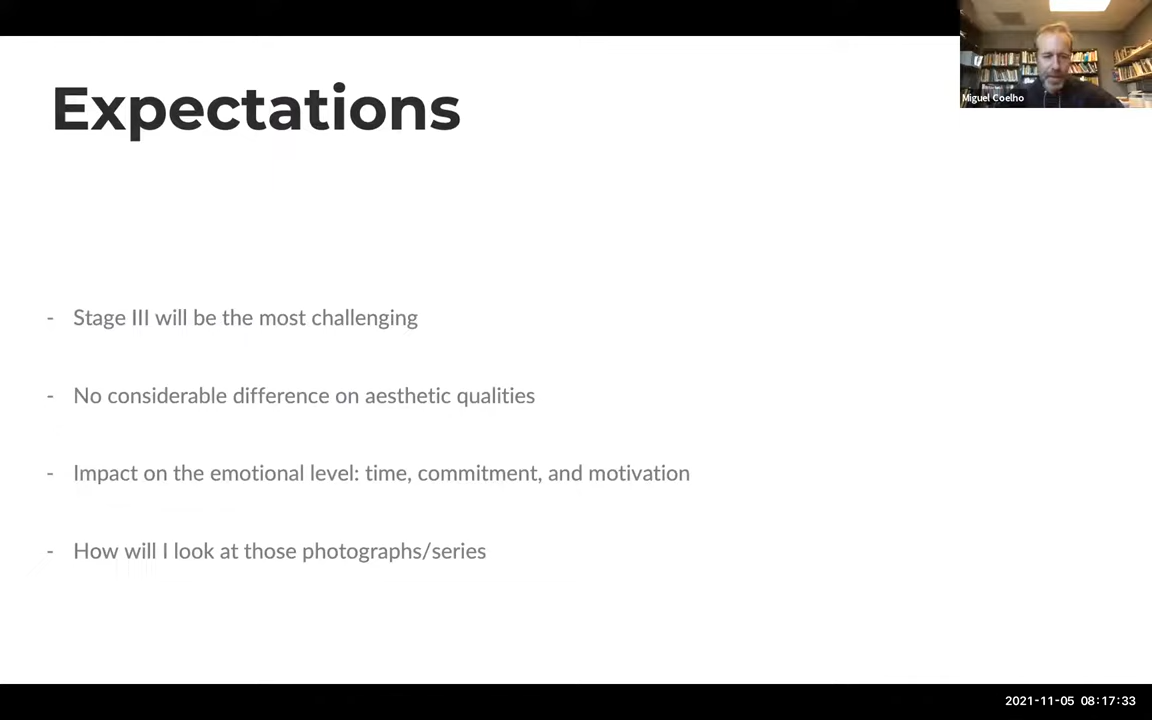 Expectations
Miguel Coelho
- Stage III will be the most challenging
- No considerable difference on aesthetic qualities
- Impact on the emotional level: time, commitment, and motivation
- How will I look at those photographs/series
2021-11-05 08:17:33